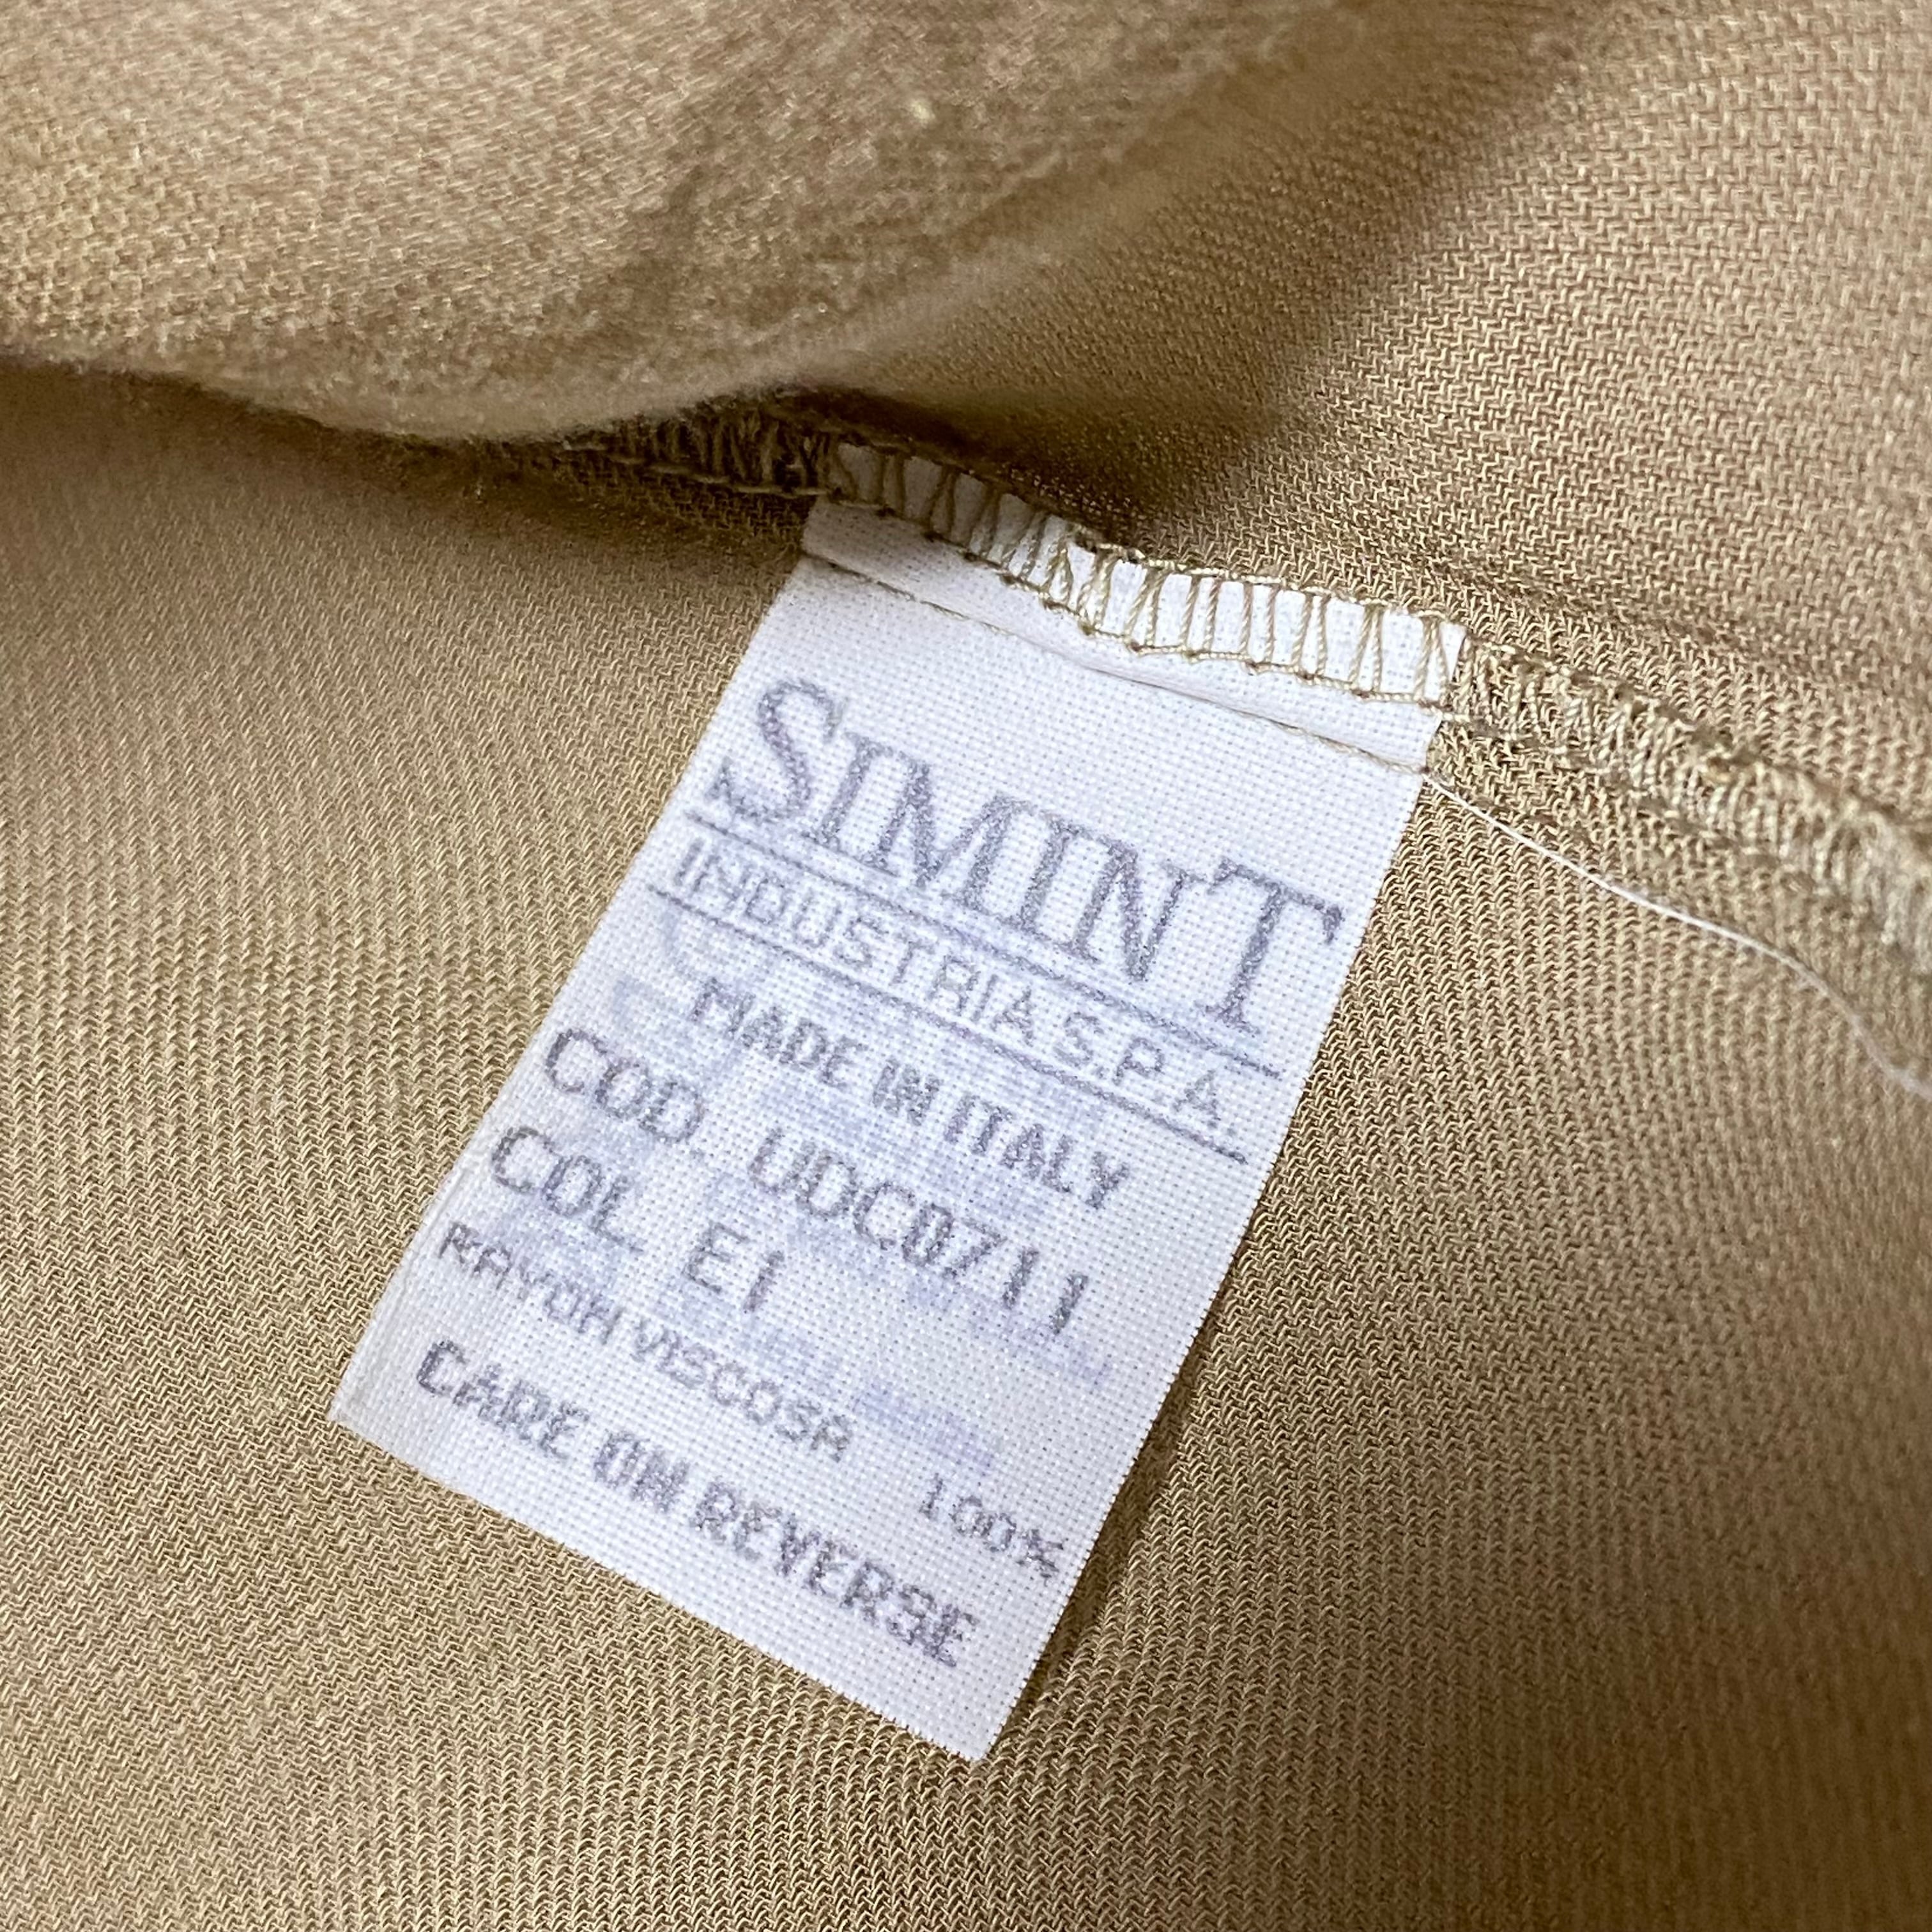 SIMINT
INDUSTRIA S.P.A.
MADE IN ITALY
COD. UDC0711
COL E1
RAYON VISCOSA 100%
CARE ON REVERSE